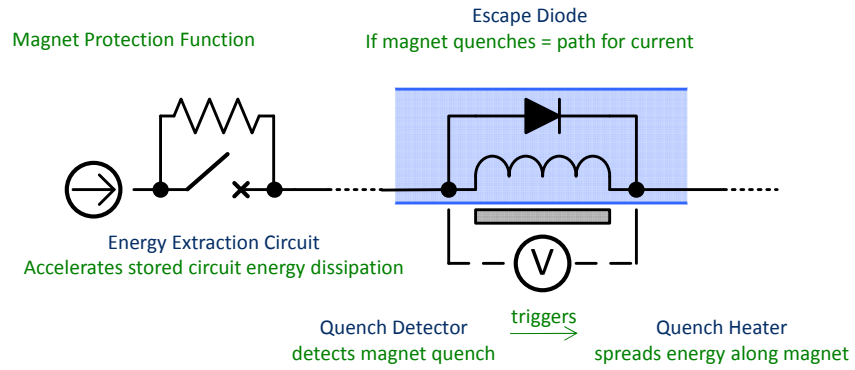 Escape Diode
Magnet Protection Function
If magnet quenches = path for current
V
Energy Extraction Circuit
Accelerates stored circuit energy dissipation
Quench Detector
triggers
Quench Heater
detects magnet quench
spreads energy along magnet